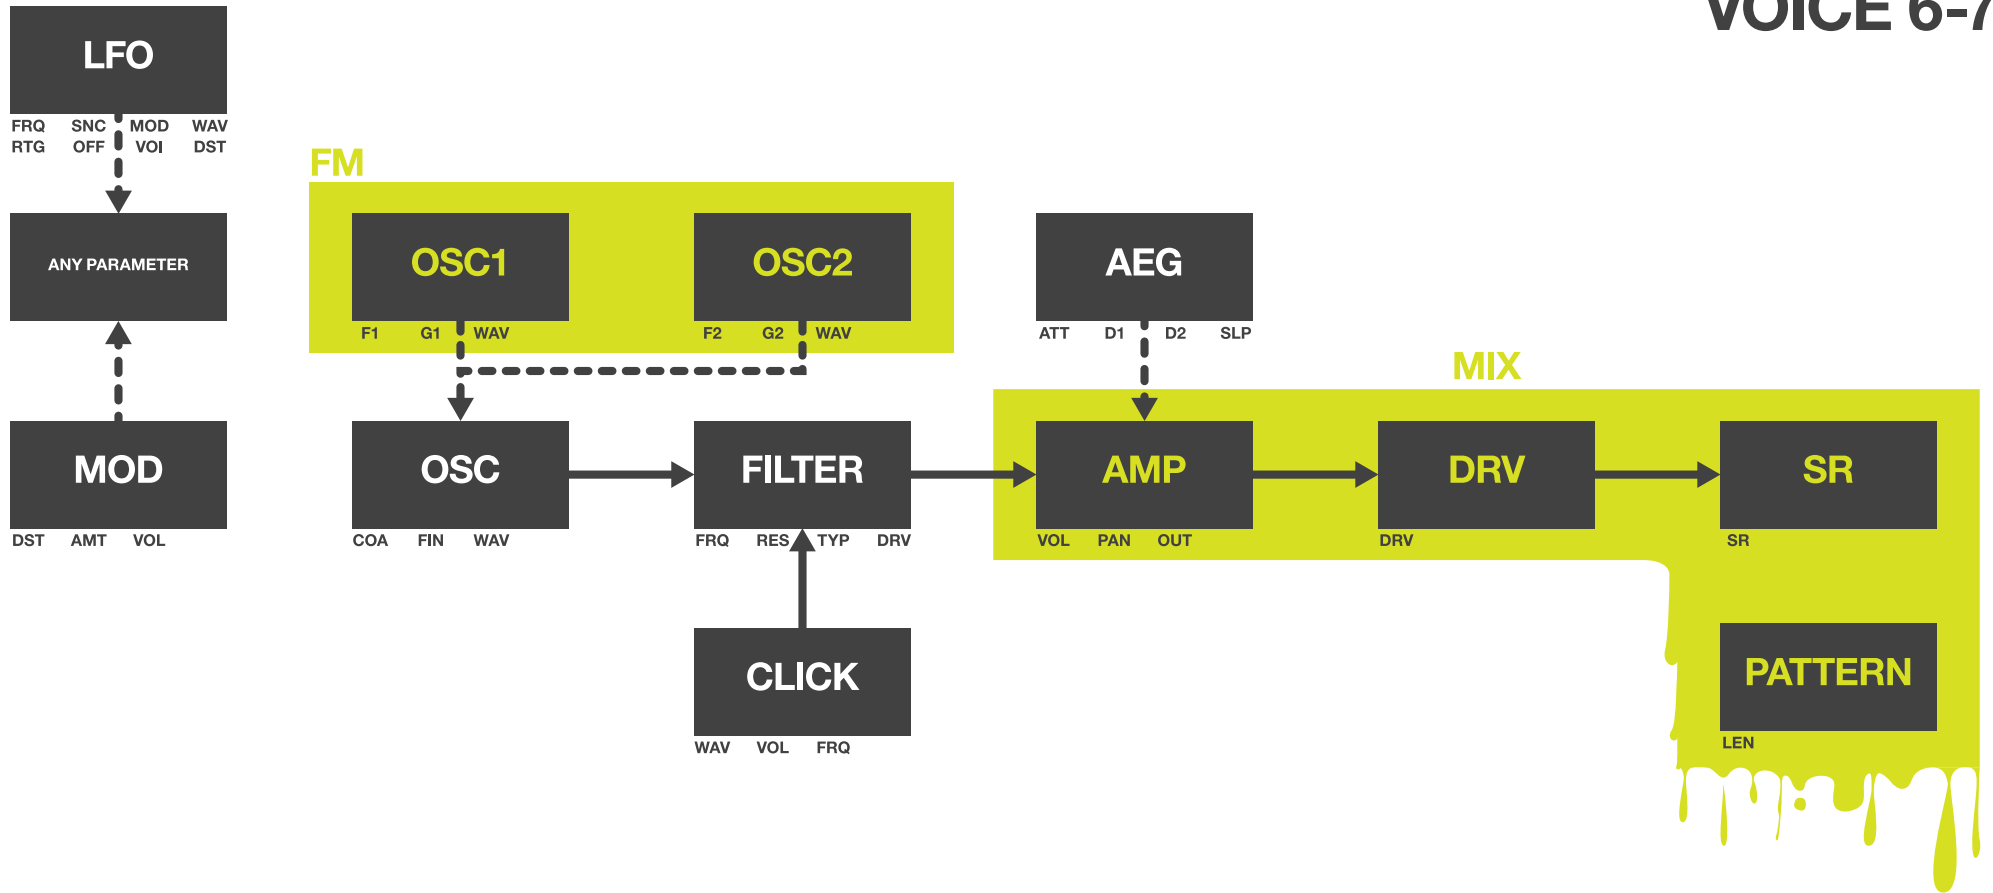 VOICE 6-7
LFO
FRQ SNC MOD WAV
RTG OFF VOI DST
FM
OSC1
OSC2
AEG
ANY PARAMETER
F1 G1 WAV
F2 G2 WAV
ATT D1 D2 SLP
MIX
MOD
OSC
FILTER
AMP
DRV
SR
DST AMT VOL
COA FIN WAV
FRQ RES TYP DRV
VOL PAN OUT
DRV
SR
CLICK
PATTERN
WAV VOL FRQ
LEN